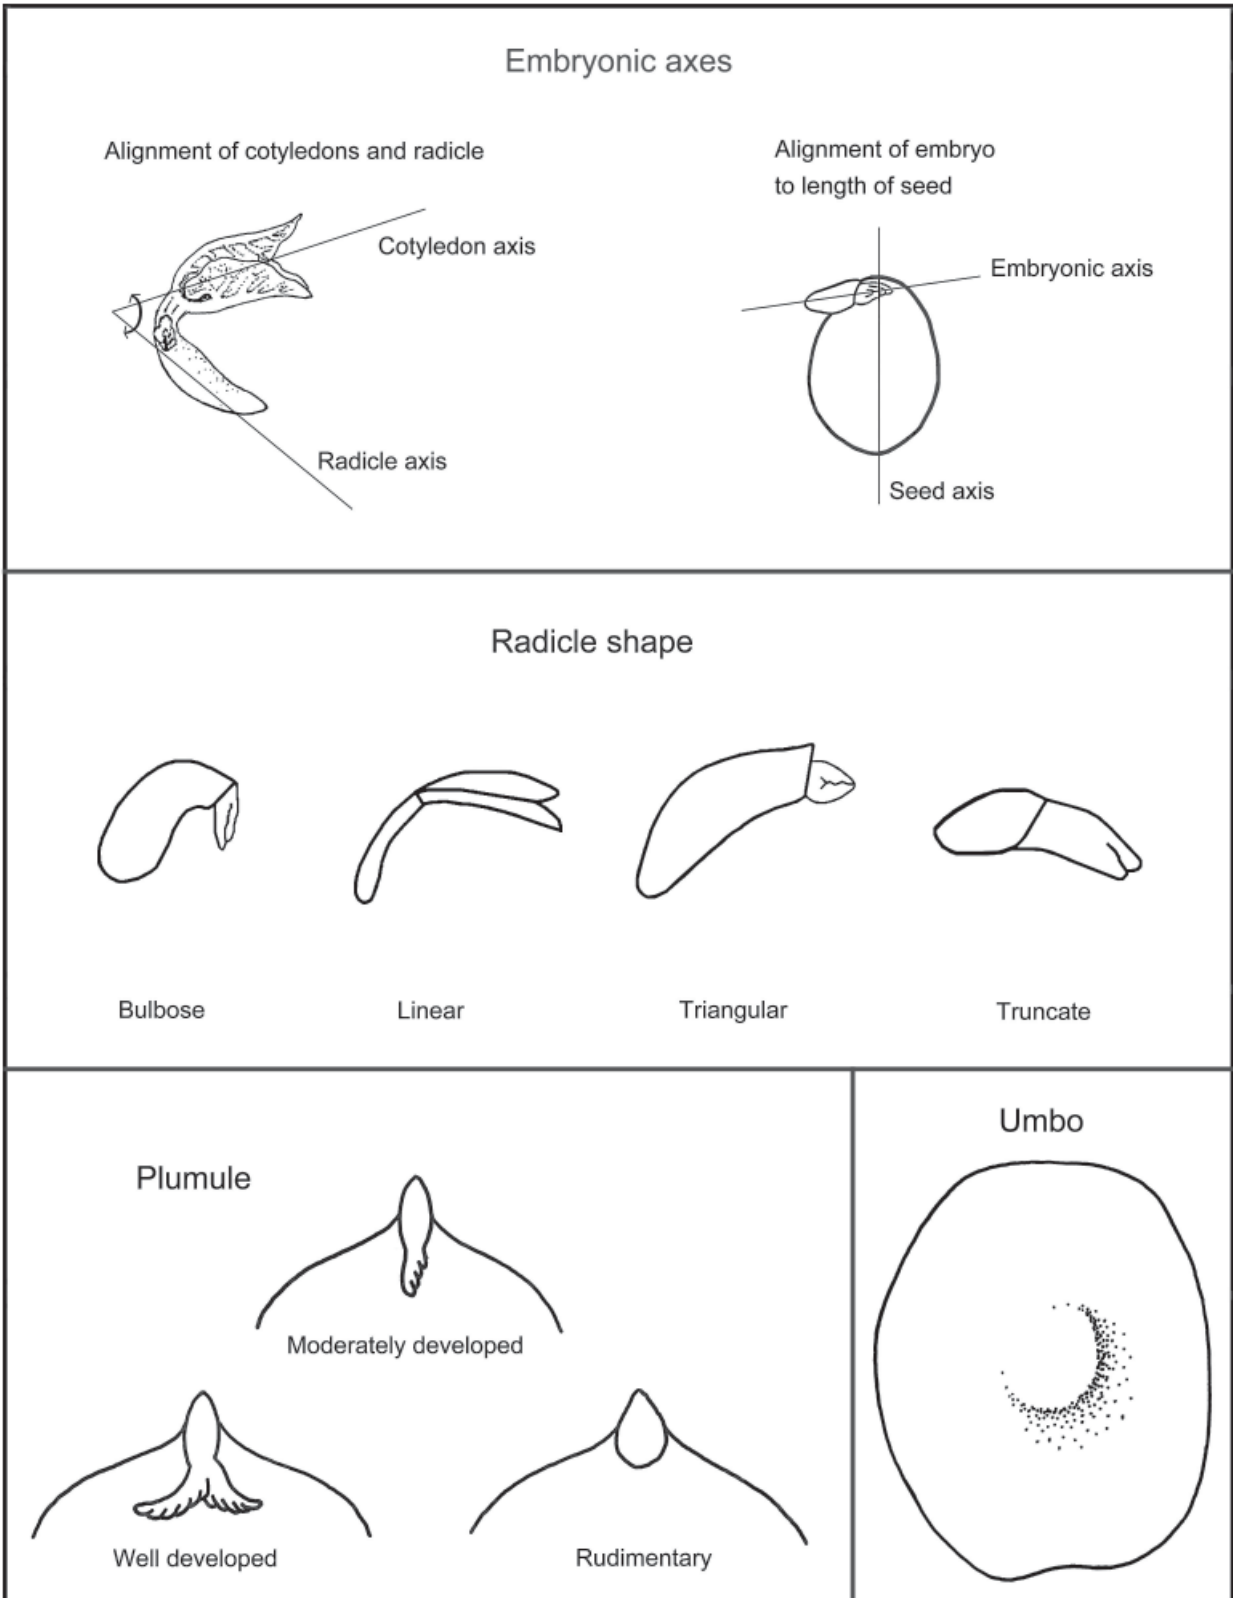 Embryonic axes
Alignment of cotyledons and radicle
Alignment of embryo
to length of seed
Cotyledon axis
Embryonic axis
Radicle axis
Seed axis
Radicle shape
Bulbose
Linear
Triangular
Truncate
Plumule
Moderately developed
Well developed
Rudimentary
Umbo